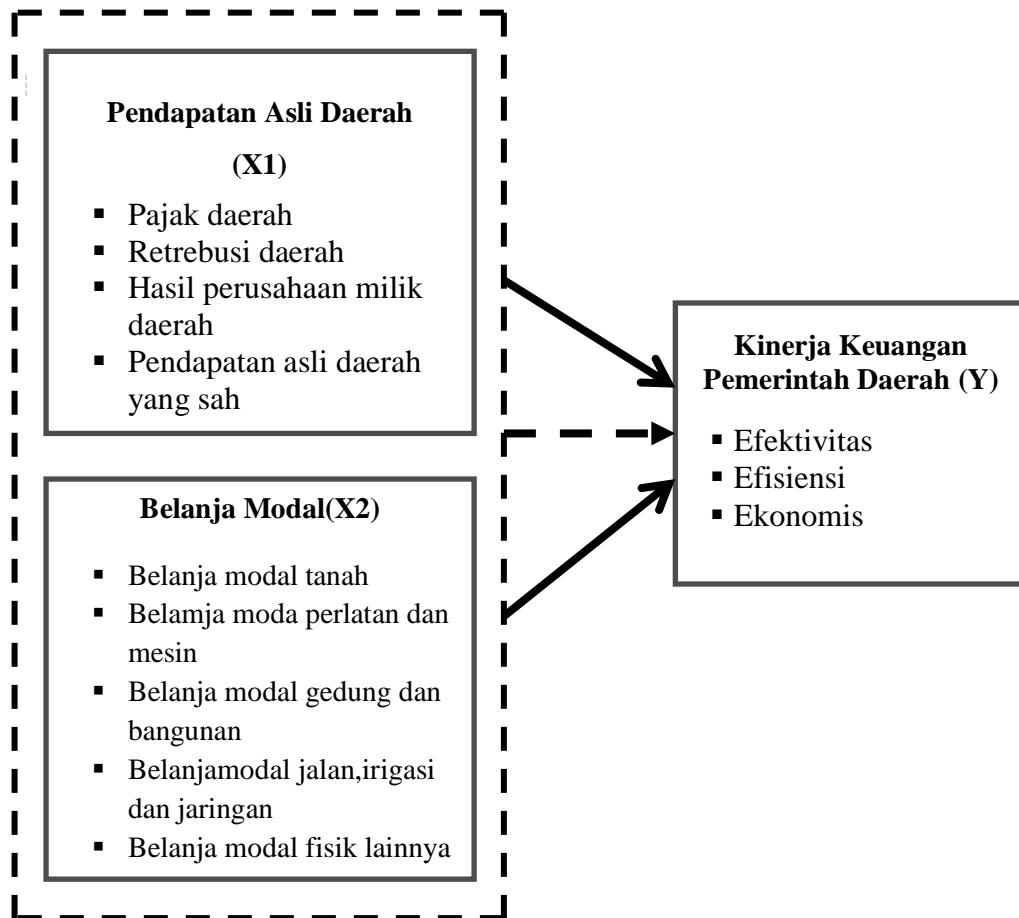 Pendapatan Asli Daerah
(X1)
▪ Pajak daerah
▪ Retrebusi daerah
▪ Hasil perusahaan milik
daerah
▪ Pendapatan asli daerah
yang sah
Belanja Modal(X2)
▪ Belanja modal tanah
▪ Belamja moda perlatan dan
mesin
▪ Belanja modal gedung dan
bangunan
▪ Belanjamodal jalan,irigasi
dan jaringan
▪ Belanja modal fisik lainnya
Kinerja Keuangan
Pemerintah Daerah (Y)
▪ Efektivitas
▪ Efisiensi
▪ Ekonomis